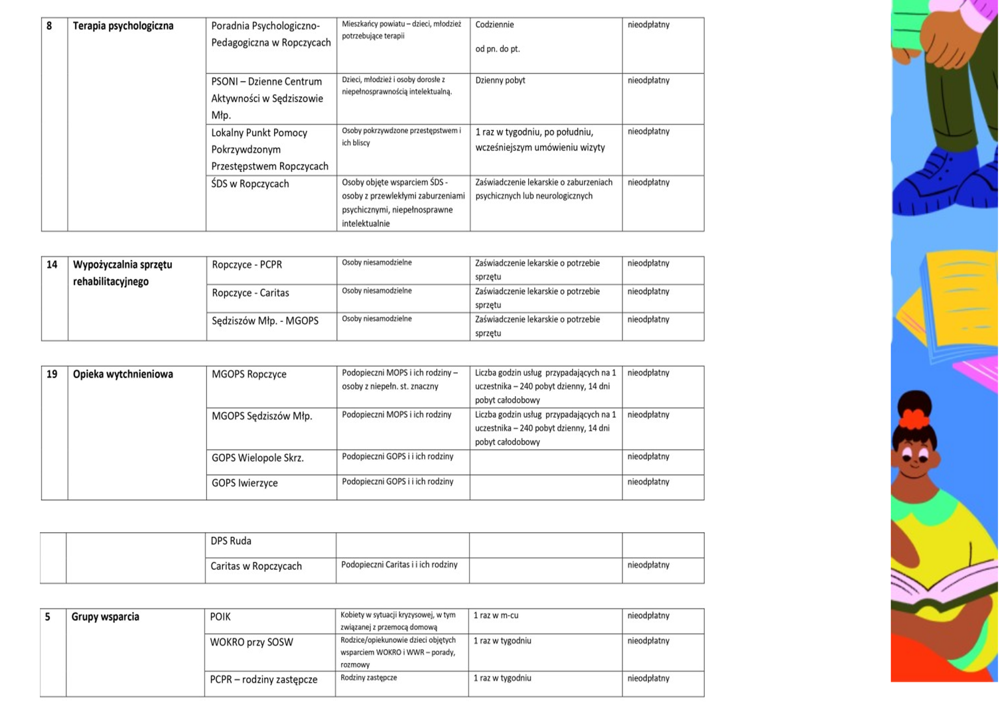 8 Terapia psychologiczna Poradnia Psychologiczno- Mieszkańcy powiatu – dzieci, młodzież Codziennie nieodpłatny
Pedagogiczna w Ropczycach potrzebujące terapii
od pn. do pt.
PSONI – Dzienne Centrum Dzieci, młodzież i osoby dorosłe z Dzienny pobyt nieodpłatny
Aktywności w Sędziszowie niepełnosprawnością intelektualną.
Młp.
Lokalny Punkt Pomocy Osoby pokrzywdzone przestępstwem i 1 raz w tygodniu, po południu, nieodpłatny
Pokrzywdzonym ich bliscy wcześniejszym umówieniu wizyty
Przestępstwem Ropczycach
ŚDS w Ropczycach Osoby objęte wsparciem ŚDS - Zaświadczenie lekarskie o zaburzeniach nieodpłatny
osoby z przewlekłymi zaburzeniami psychicznych lub neurologicznych
psychicznymi, niepełnosprawne
intelektualnie
14 Wypożyczalnia sprzętu Ropczyce - PCPR Osoby niesamodzielne Zaświadczenie lekarskie o potrzebie nieodpłatny
rehabilitacyjnego sprzętu
Ropczyce - Caritas Osoby niesamodzielne Zaświadczenie lekarskie o potrzebie nieodpłatny
sprzętu
Sędziszów Młp. - MGOPS Osoby niesamodzielne Zaświadczenie lekarskie o potrzebie nieodpłatny
sprzętu
19 Opieka wytchnieniowa MGOPS Ropczyce Podopieczni MOPS i ich rodziny – Liczba godzin usług przypadających na 1 nieodpłatny
osoby z niepełn. st. znaczny uczestnika – 240 pobyt dzienny, 14 dni
pobyt całodobowy
MGOPS Sędziszów Młp. Podopieczni MOPS i ich rodziny Liczba godzin usług przypadających na 1 nieodpłatny
uczestnika – 240 pobyt dzienny, 14 dni
pobyt całodobowy
GOPS Wielopole Skrz. Podopieczni GOPS i i ich rodziny nieodpłatny
GOPS Iwierzyce Podopieczni GOPS i i ich rodziny nieodpłatny
DPS Ruda
Caritas w Ropczycach Podopieczni Caritas i i ich rodziny nieodpłatny
5 Grupy wsparcia POIK Kobiety w sytuacji kryzysowej, w tym 1 raz w m-cu nieodpłatny
związanej z przemocą domową
WOKRO przy SOSW Rodzice/opiekunowie dzieci objętych 1 raz w tygodniu nieodpłatny
wsparciem WOKRO i WWR – porady,
rozmowy
PCPR – rodziny zastępcze Rodziny zastępcze 1 raz w tygodniu nieodpłatny